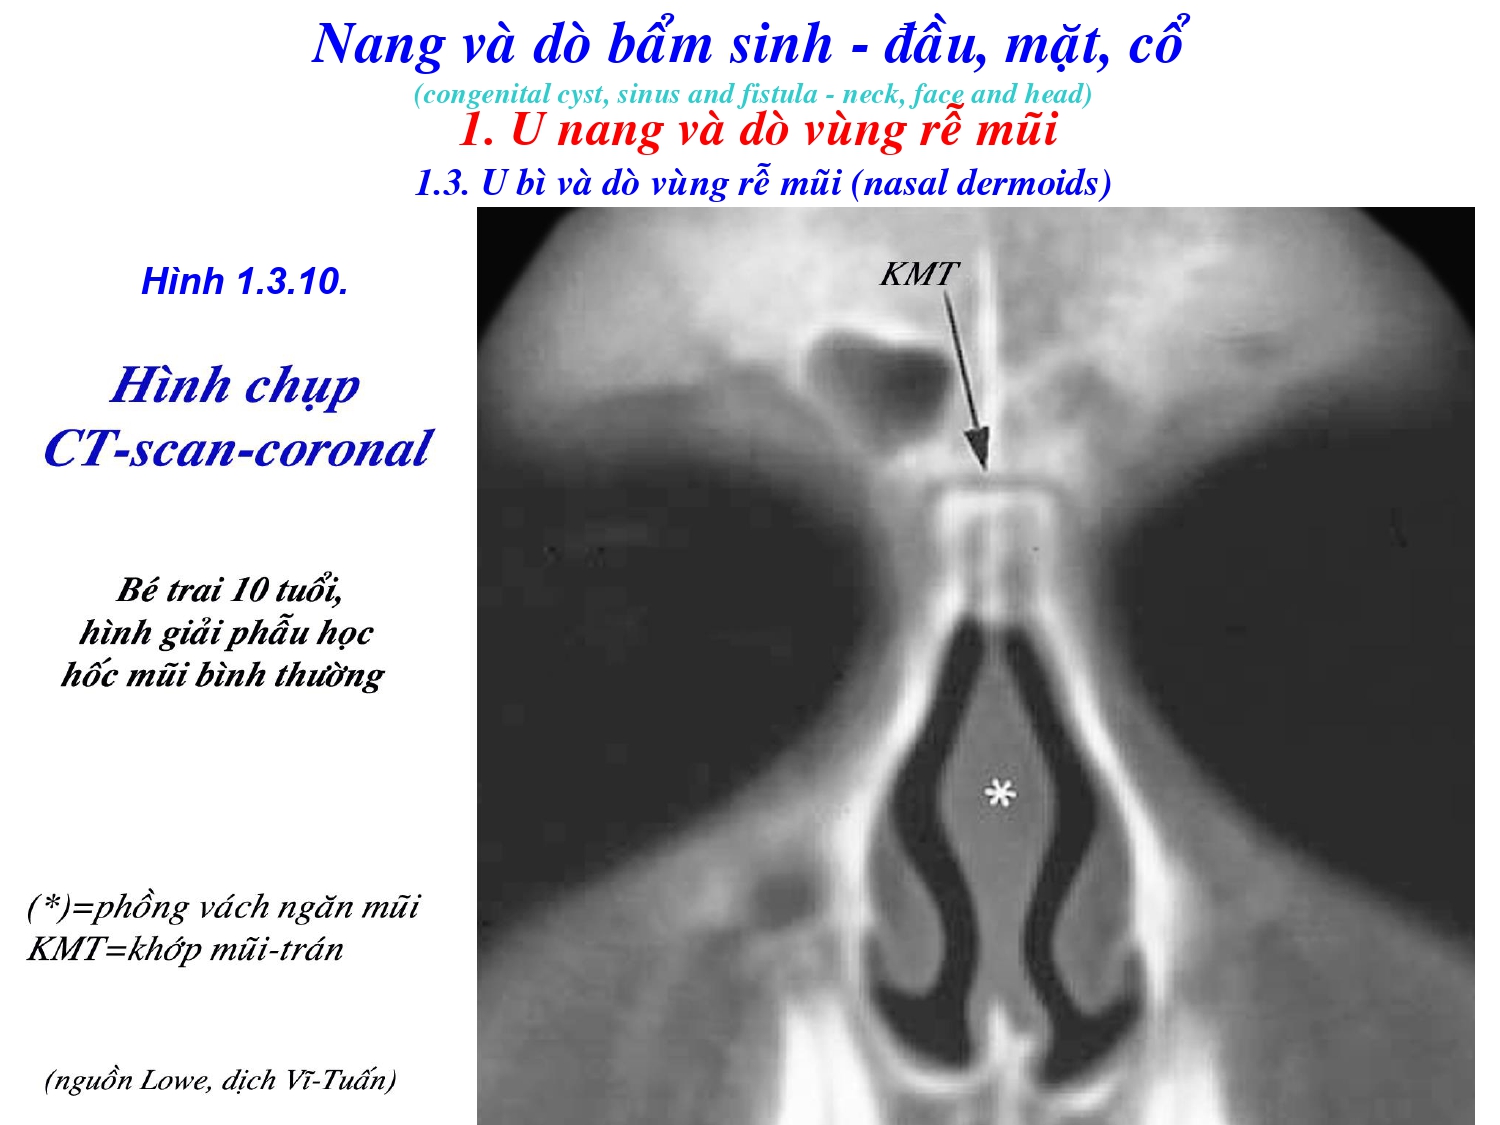 Nang và dò bẩm sinh - đầu, mặt, cổ
(congenital cyst, sinus and fistula - neck, face and head)
1. U nang và dò vùng rễ mũi
1.3. U bì và dò vùng rễ mũi (nasal dermoids)
Hình 1.3.10.
Hình chụp
CT-scan-coronal
Bé trai 10 tuổi,
hình giải phẫu học
hốc mũi bình thường
(*)=phồng vách ngăn mũi
KMT=khớp mũi-trán
(nguồn Lowe, dịch Vĩ-Tuấn)
KMT
*